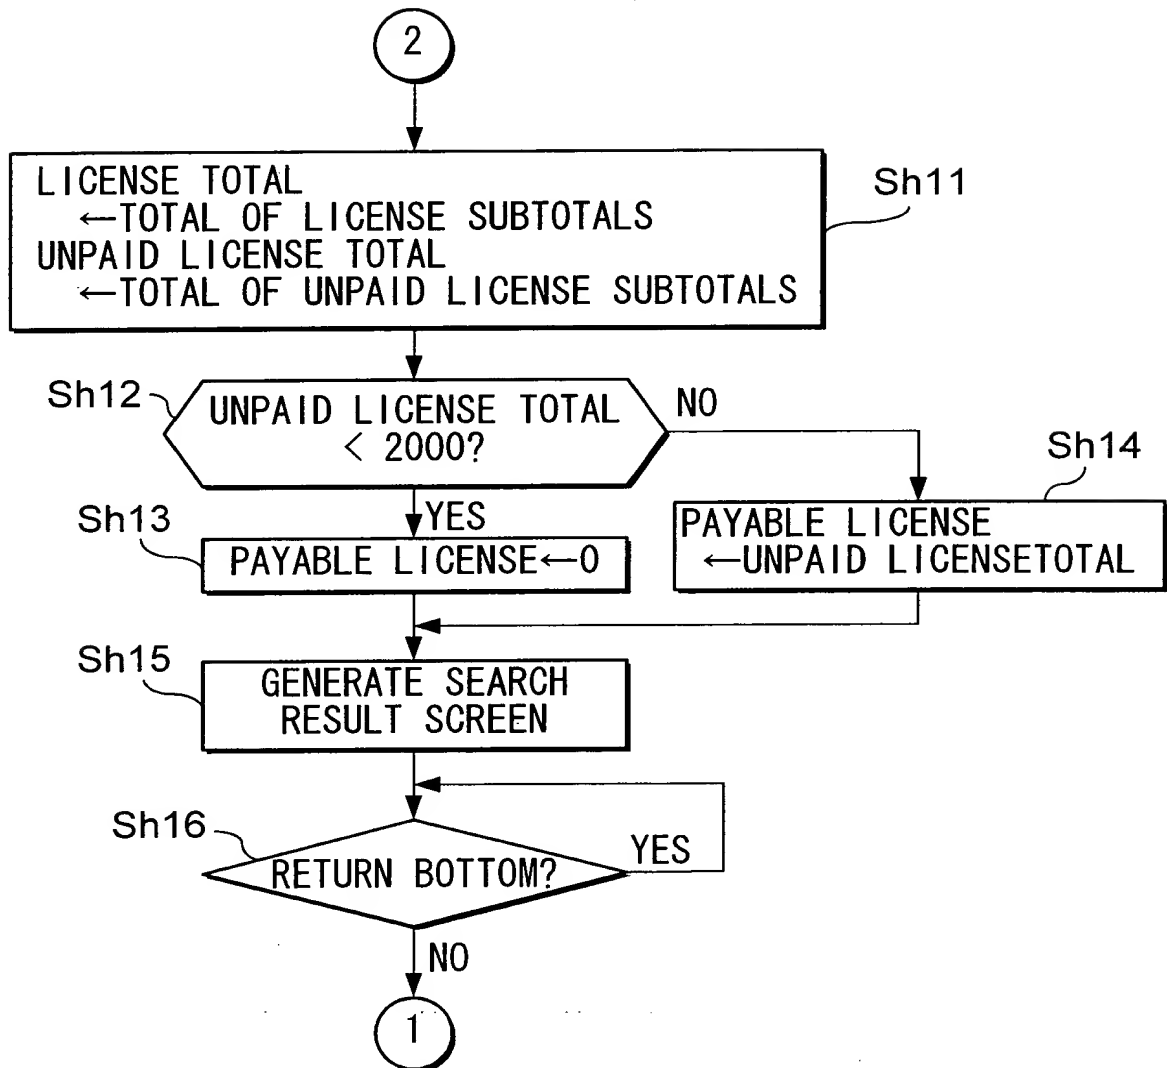 2
LICENSE TOTAL
←TOTAL OF LICENSE SUBTOTALS
UNPAID LICENSE TOTAL
←TOTAL OF UNPAID LICENSE SUBTOTALS
Sh11
Sh12
UNPAID LICENSE TOTAL
< 2000?
NO
Sh14
YES
Sh13
PAYABLE LICENSE←0
PAYABLE LICENSE
←UNPAID LICENSETOTAL
Sh15
GENERATE SEARCH
RESULT SCREEN
Sh16
RETURN BOTTOM?
YES
NO
1